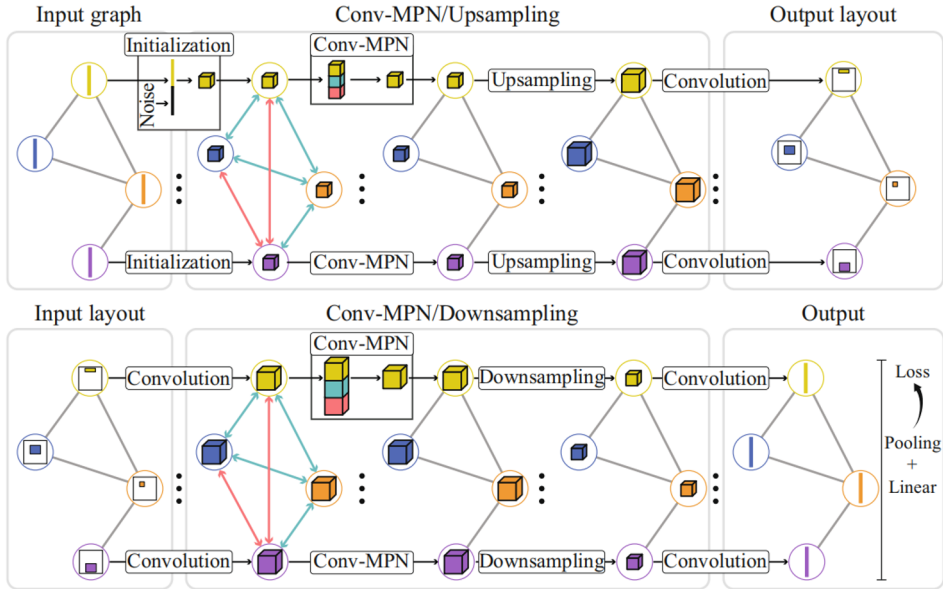 Input graph
Conv-MPN/Upsampling
Output layout
Initialization
Conv-MPN
Noise
Upsampling
Convolution
Initialization
Conv-MPN
Upsampling
Convolution
Input layout
Conv-MPN/Downsampling
Output
Conv-MPN
Convolution
Downsampling
Convolution
Loss
Pooling
+
Linear
Convolution
Conv-MPN
Downsampling
Convolution